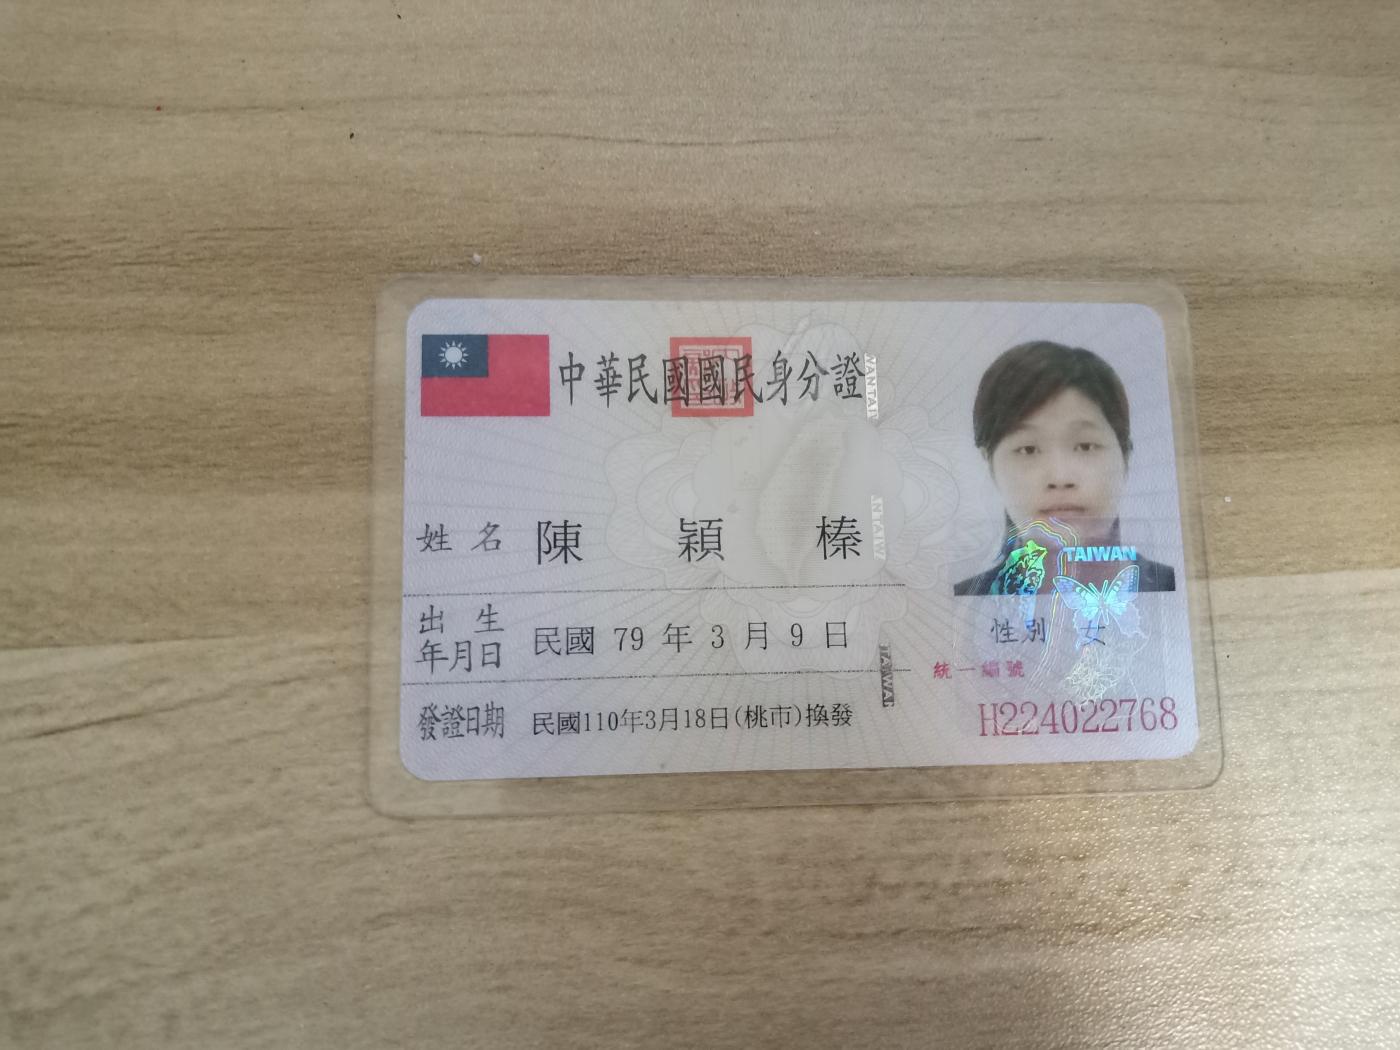 中華民國國民身分證
姓名 陳穎榛
出生年月日 民國 79 年 3 月 9 日
發證日期 民國110年3月18日(桃市)換發
TAIWAN
性別 女
統一編號
H224022768